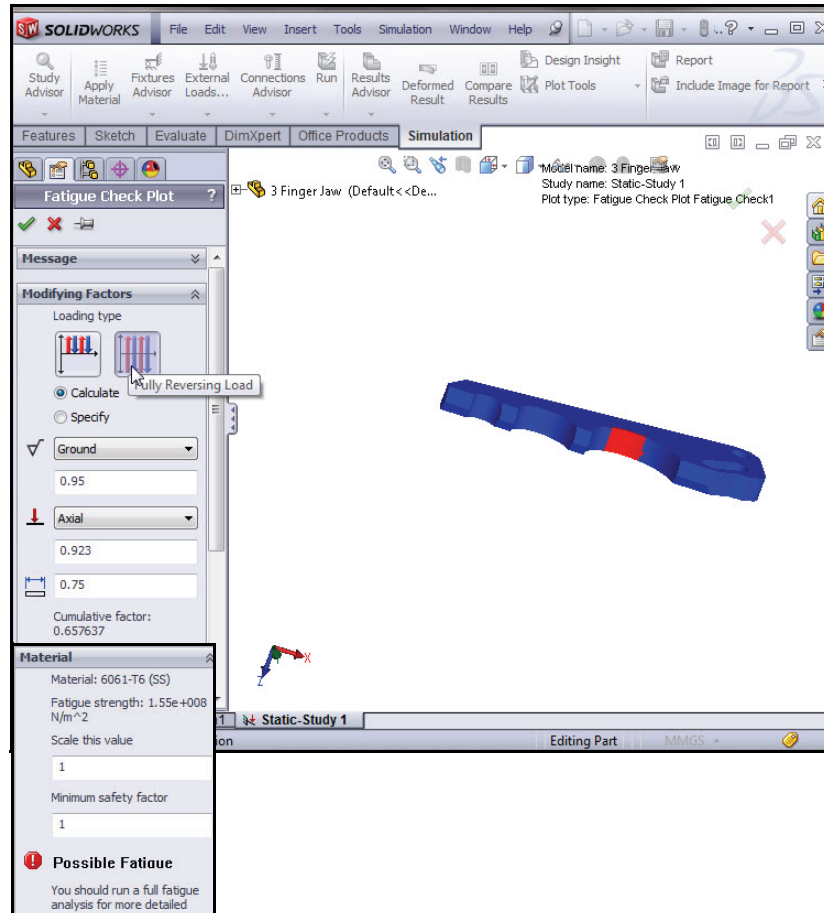 SOLIDWORKS File Edit View Insert Tools Simulation Window Help
Study Advisor
Apply Material
Fixtures Advisor
External Loads...
Connections Advisor
Run
Results Advisor
Deformed Result
Compare Results
Design Insight
Plot Tools
Report
Include Image for Report
Features Sketch Evaluate DimXpert Office Products Simulation
Fatigue Check Plot ?
3 Finger Jaw (Default<<De...
Model name: 3 Finger Jaw
Study name: Static-Study 1
Plot type: Fatigue Check Plot Fatigue Check1
Message
Modifying Factors
Loading type
Fully Reversing Load
Calculate
Specify
Ground
0.95
Axial
0.923
0.75
Cumulative factor:
0.657637
X
Z
Material
Material: 6061-T6 (SS)
Fatigue strength: 1.55e+008
N/m^2
Scale this value
1
Minimum safety factor
1
Possible Fatigue
You should run a full fatigue
analysis for more detailed
Static-Study 1
Editing Part MMGS